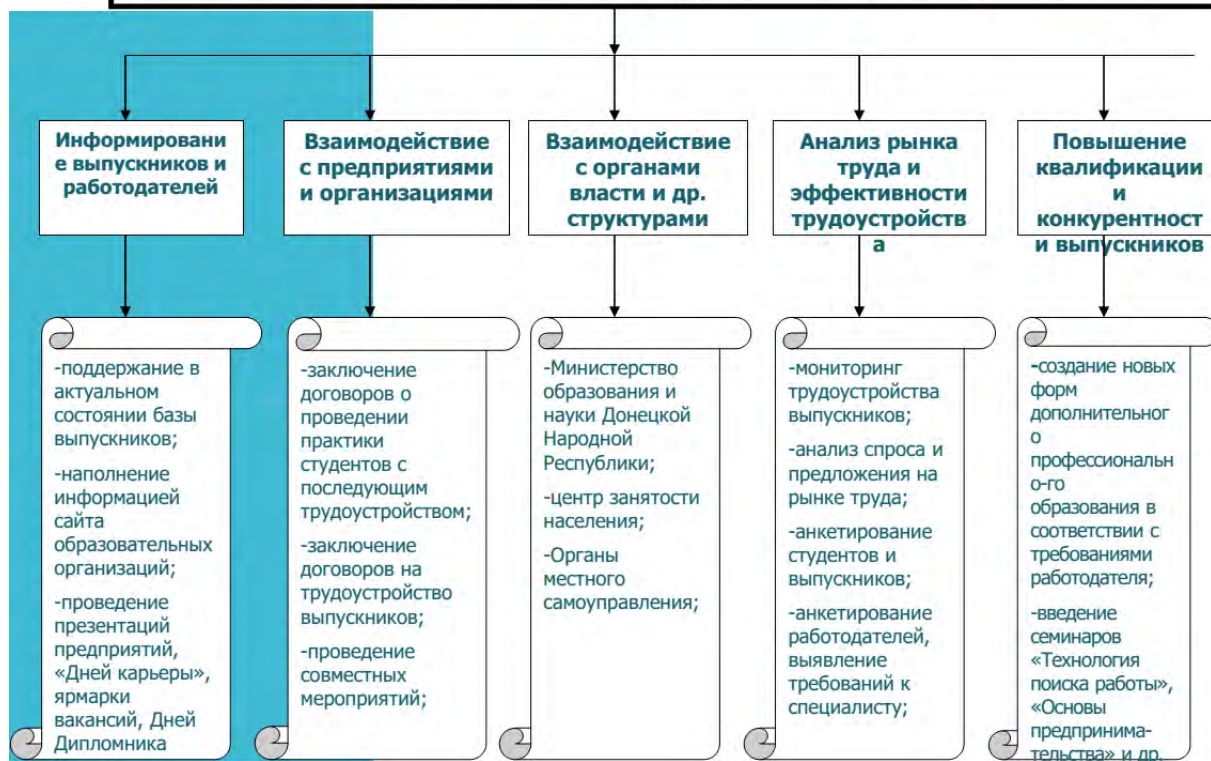 Информировани
е выпускников и
работодателей
Взаимодействие
с предприятиями
и организациями
Взаимодействие
с органами
власти и др.
структурами
Анализ рынка
труда и
эффективности
трудоустройств
а
Повышение
квалификации
и
конкурентност
и выпускников
-поддержание в
актуальном
состоянии базы
выпускников;
-наполнение
информацией
сайта
образовательных
организаций;
-проведение
презентаций
предприятий,
«Дней карьеры»,
ярмарки
вакансий, Дней
Дипломника
-заключение
договоров о
проведении
практики
студентов с
последующим
трудоустройством;
-заключение
договоров на
трудоустройство
выпускников;
-проведение
совместных
мероприятий;
-Министерство
образования и
науки Донецкой
Народной
Республики;
-центр занятости
населения;
-Органы
местного
самоуправления;
-мониторинг
трудоустройства
выпускников;
-анализ спроса и
предложения на
рынке труда;
-анкетирование
студентов и
выпускников;
-анкетирование
работодателей,
выявление
требований к
специалисту;
-создание новых
форм
дополнительног
о
профессиональн
о-го
образования в
соответствии с
требованиями
работодателя;
-введение
семинаров
«Технология
поиска работы»,
«Основы
предпринима-
тельства» и др.